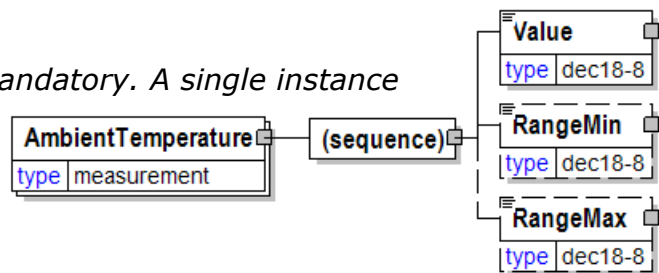 Value
type dec18-8
andatory. A single instance
RangeMin
type dec18-8
AmbientTemperature
type measurement
(sequence)
RangeMax
type dec18-8